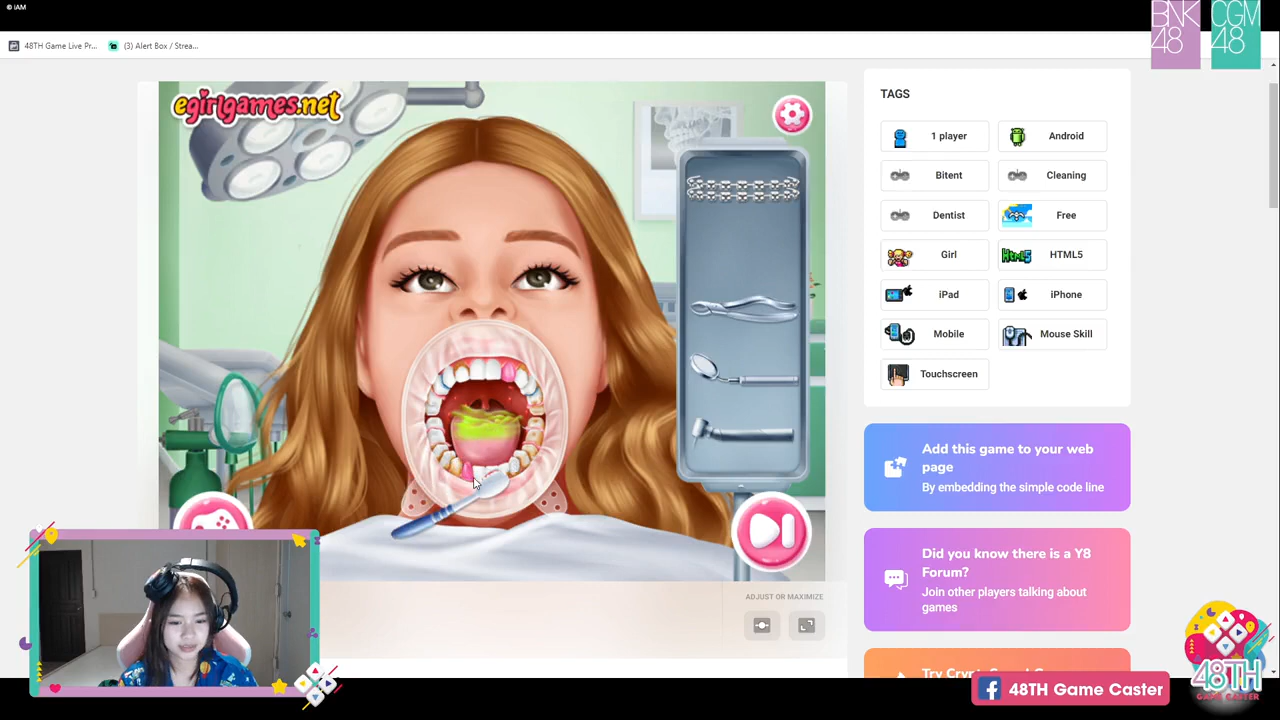 © iAM
BNK
48
CGM
48
48TH Game Live Pr...
(3) Alert Box / Strea...
egirlgames.net
TAGS
1 player
Android
Bitent
Cleaning
Dentist
Free
Girl
HTML5
iPad
iPhone
Mobile
Mouse Skill
Touchscreen
Add this game to your web
page
By embedding the simple code line
Did you know there is a Y8
Forum?
Join other players talking about
games
ADJUST OR MAXIMIZE
48TH Game Caster
48TH
GAME CASTER